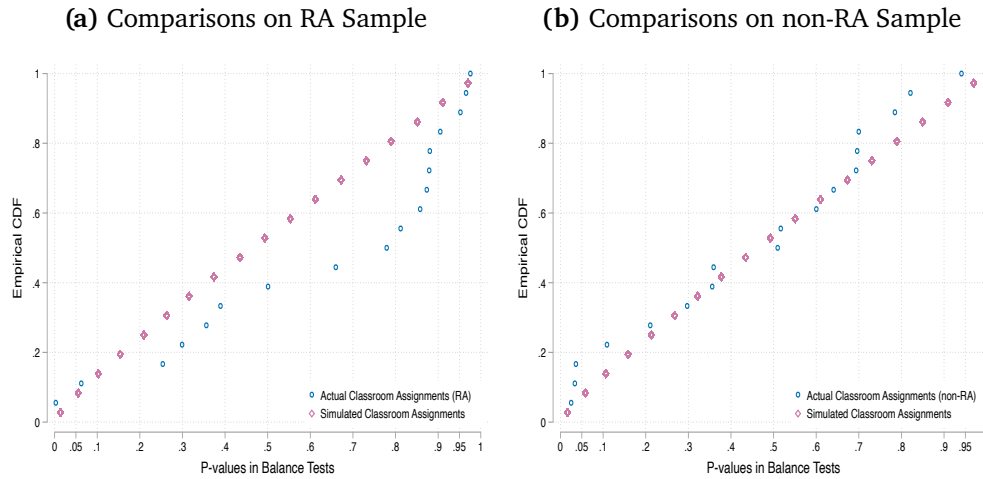 (a) Comparisons on RA Sample
Empirical CDF
1
.8
.6
.4
.2
0
Actual Classroom Assignments (RA)
Simulated Classroom Assignments
0 .05 .1 .2 .3 .4 .5 .6 .7 .8 .9 .95 1
P-values in Balance Tests
(b) Comparisons on non-RA Sample
Empirical CDF
1
.8
.6
.4
.2
0
Actual Classroom Assignments (non-RA)
Simulated Classroom Assignments
0 .05 .1 .2 .3 .4 .5 .6 .7 .8 .9 .95
P-values in Balance Tests